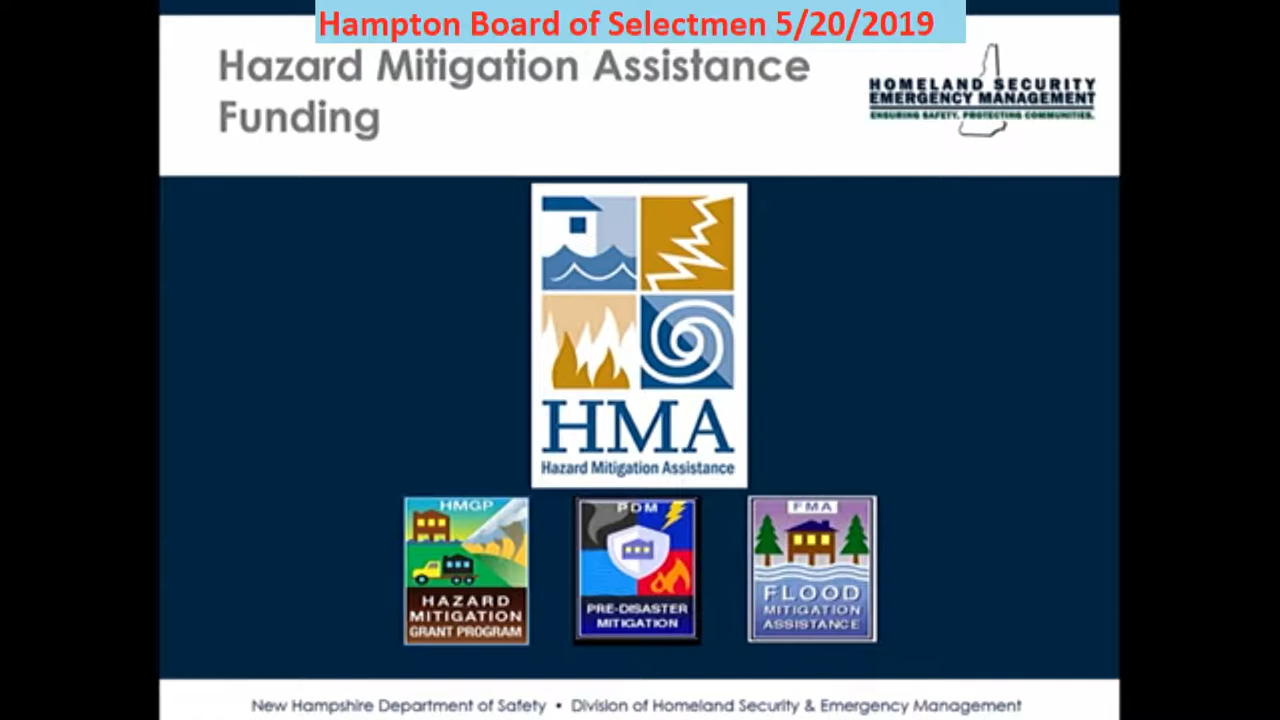 Hampton Board of Selectmen 5/20/2019
Hazard Mitigation Assistance
Funding
HOMELAND SECURITY
EMERGENCY MANAGEMENT
ENSURING SAFETY. PROTECTING COMMUNITIES.
HMA
Hazard Mitigation Assistance
HMGP
HAZARD
MITIGATION
GRANT PROGRAM
PDM
PRE-DISASTER
MITIGATION
FMA
FLOOD
MITIGATION
ASSISTANCE
New Hampshire Department of Safety • Division of Homeland Security & Emergency Management